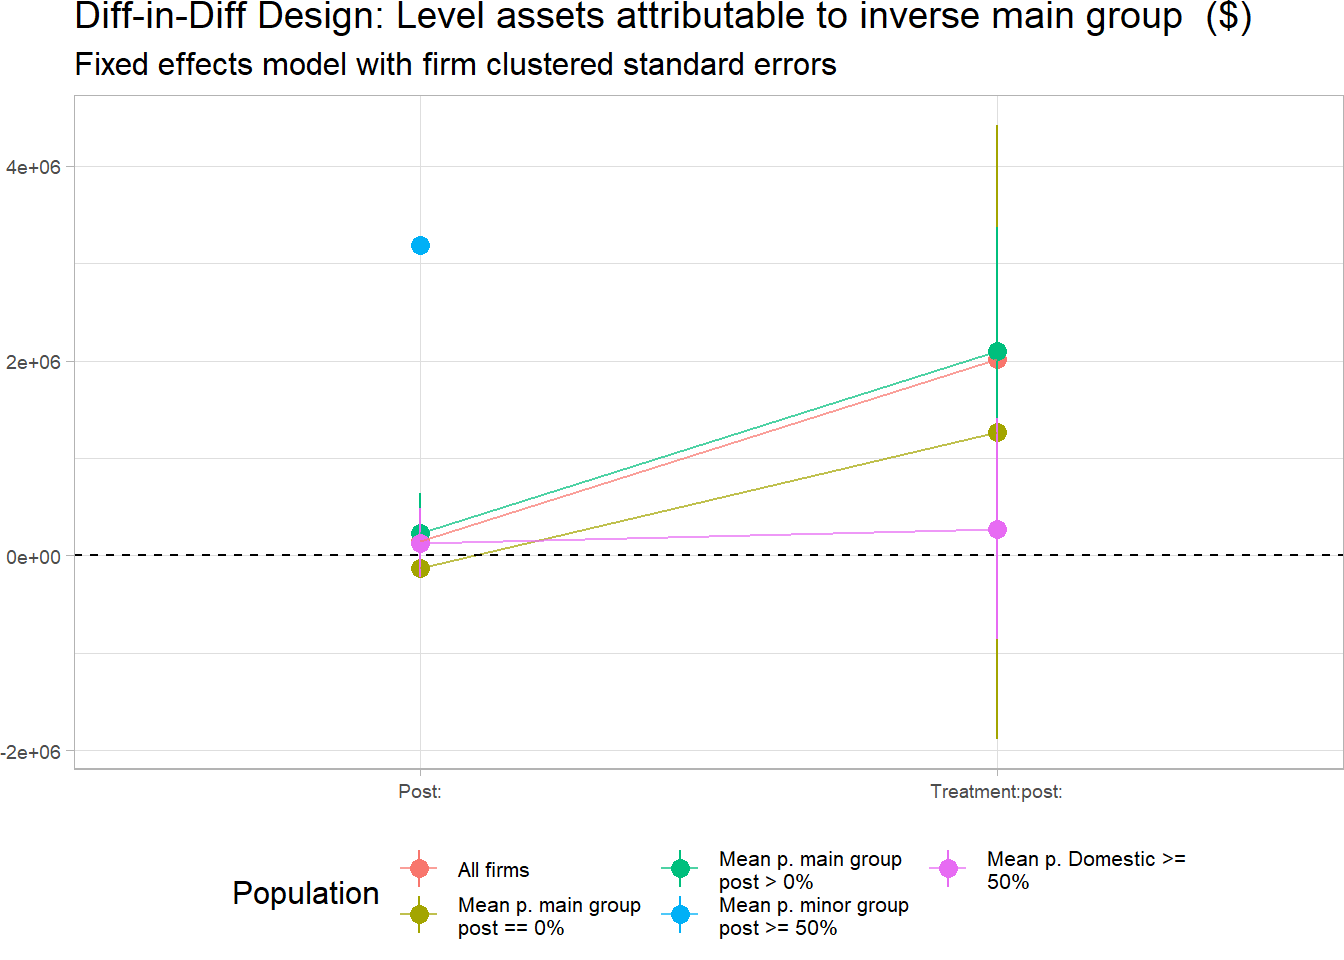 Diff-in-Diff Design: Level assets attributable to inverse main group  ($)
Fixed effects model with firm clustered standard errors
4e+06
2e+06
0e+00
-2e+06
Post:
Treatment:post:
Population
All firms
Mean p. main group
post == 0%
Mean p. main group
post > 0%
Mean p. minor group
post >= 50%
Mean p. Domestic >=
50%